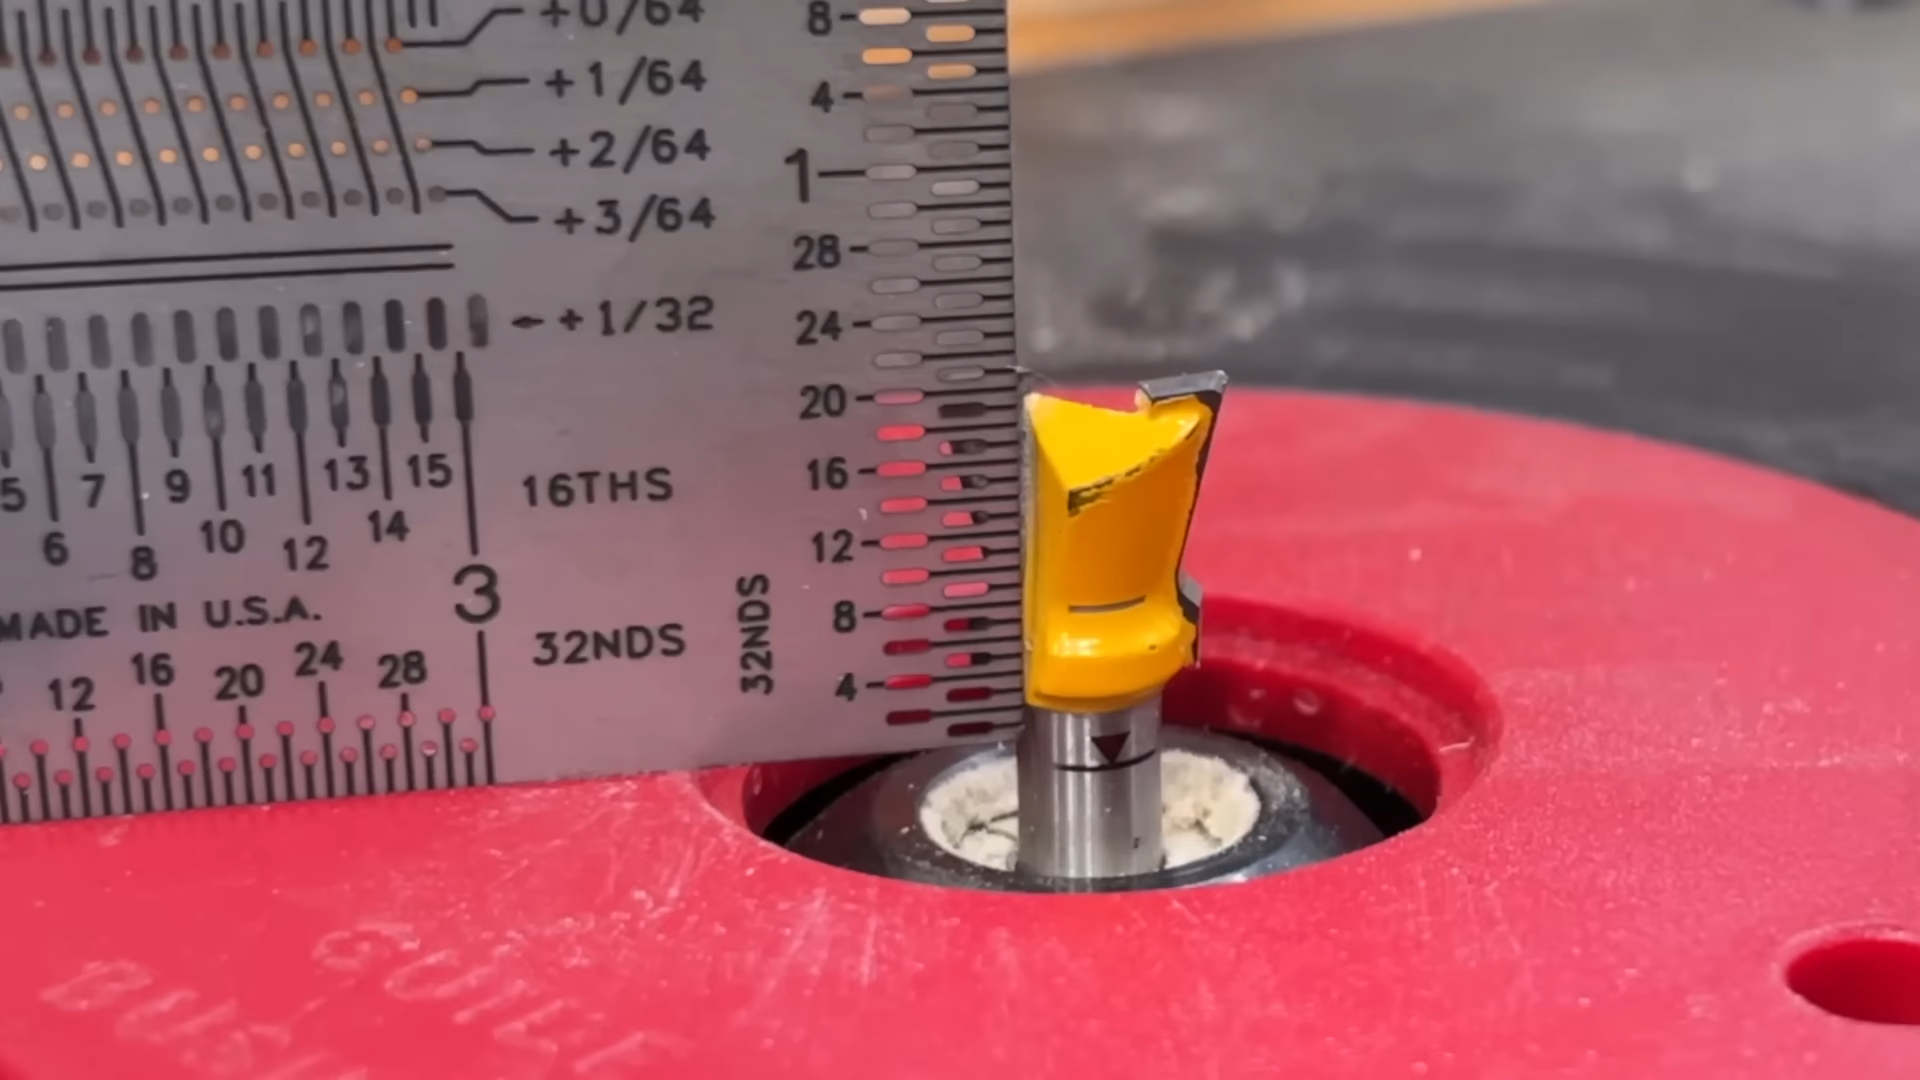 +0/64
+1/64
+2/64
+3/64
+1/32
5 7 9 11 13 15
6 8 10 12 14
16THS
3
MADE IN U.S.A.
32NDS
12 16 20 24 28
8
4
1
28
24
20
16
12
8
4
32NDS
GUIDE
BUSH